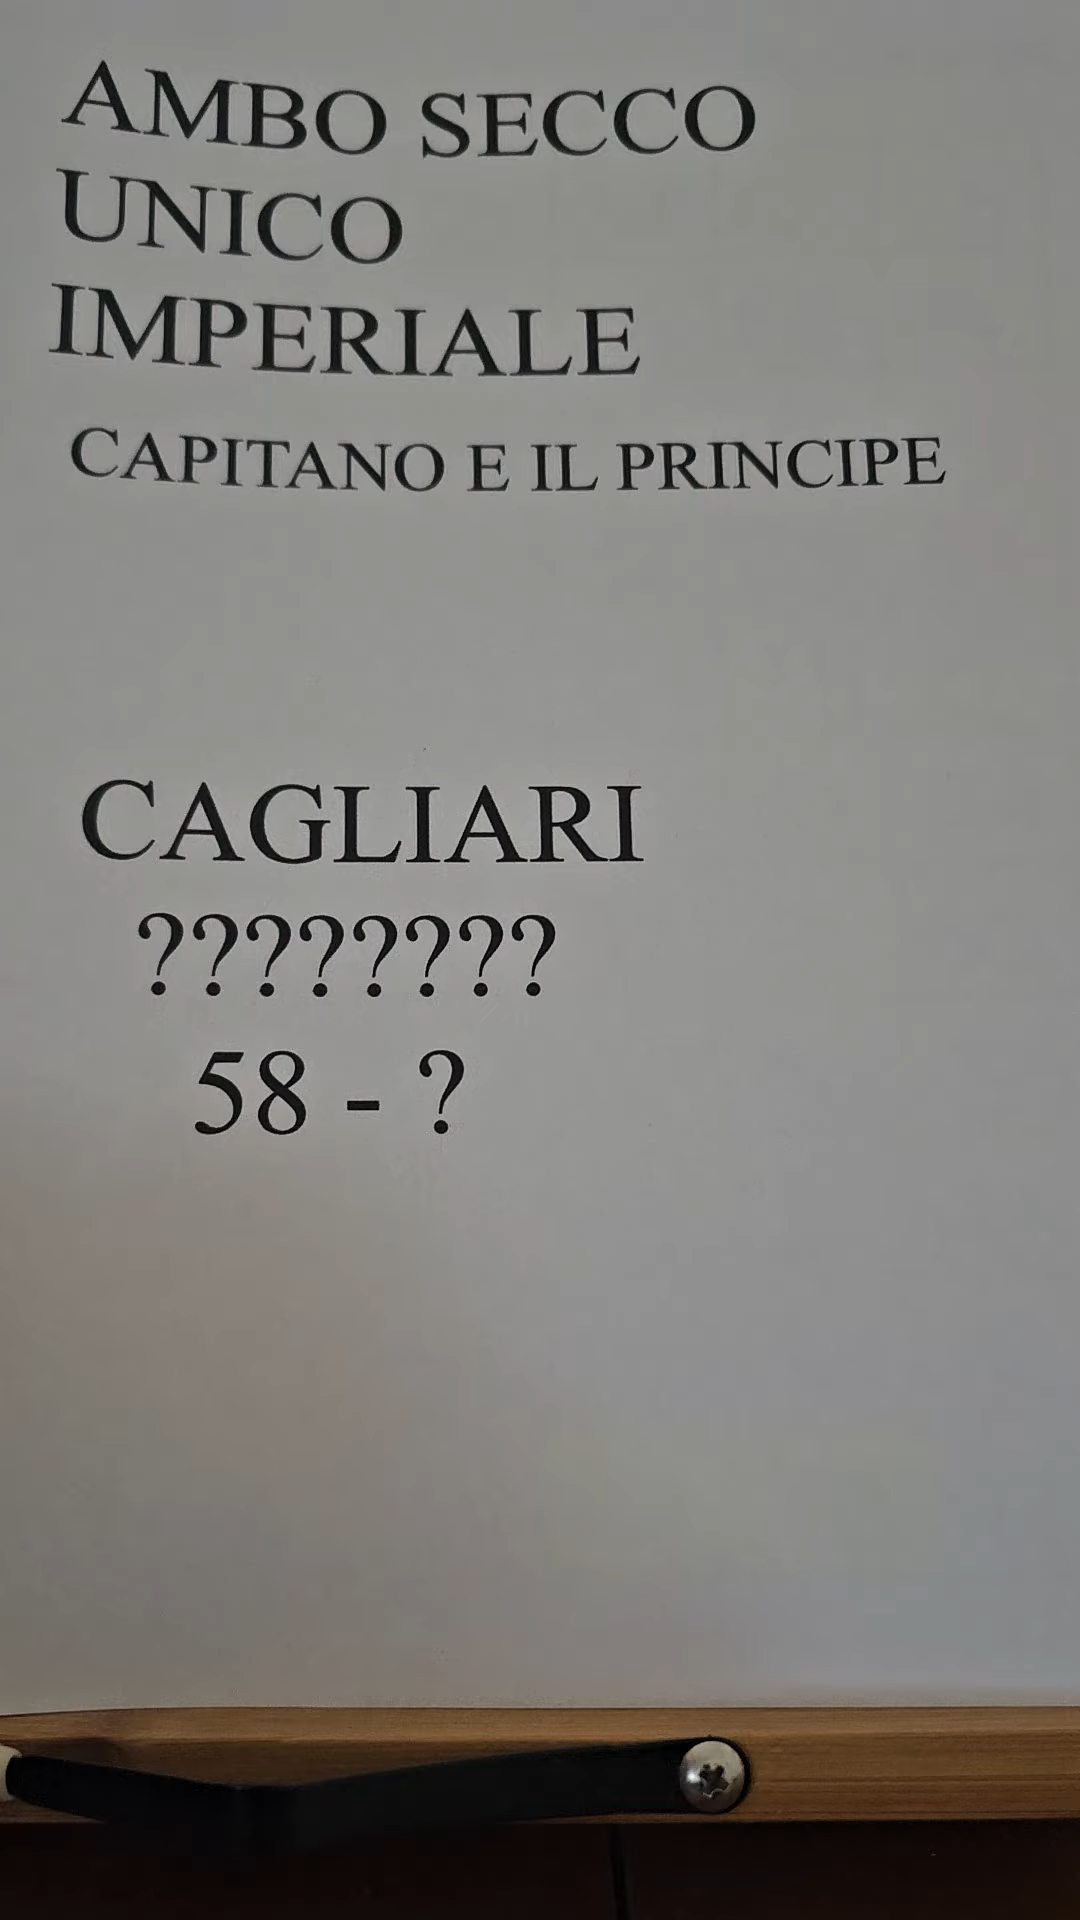 AMBO SECCO
UNICO
IMPERIALE
CAPITANO E IL PRINCIPE
CAGLIARI
????????
58 - ?